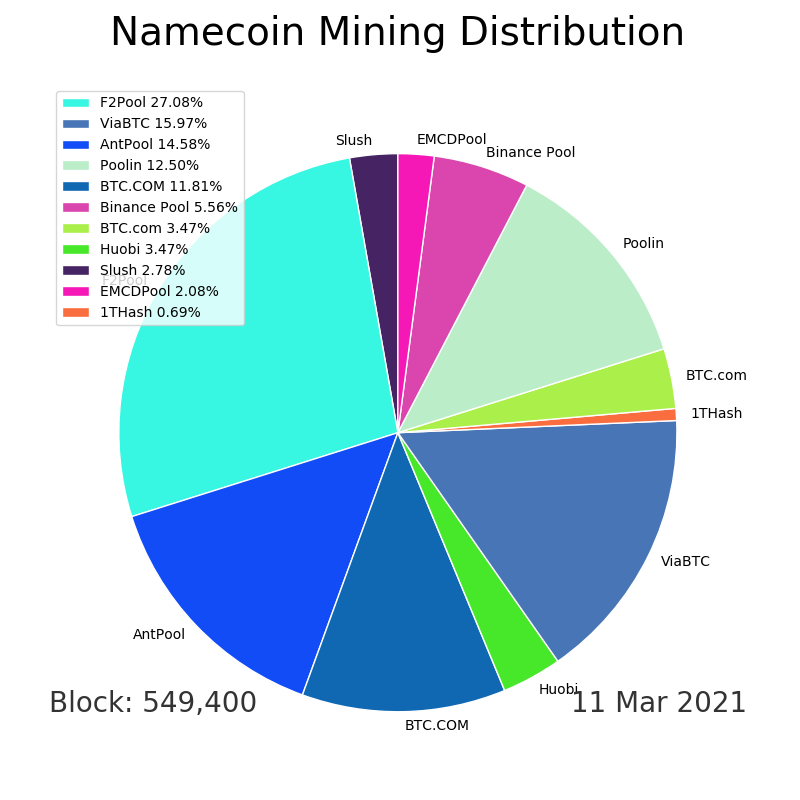 Namecoin Mining Distribution
F2Pool 27.08%
ViaBTC 15.97%
AntPool 14.58%
Poolin 12.50%
BTC.COM 11.81%
Binance Pool 5.56%
BTC.com 3.47%
Huobi 3.47%
Slush 2.78%
EMCDPool 2.08%
1THash 0.69%
Slush
EMCDPool
Binance Pool
Poolin
F2Pool
BTC.com
1THash
ViaBTC
AntPool
Huobi
BTC.COM
Block: 549,400
11 Mar 2021